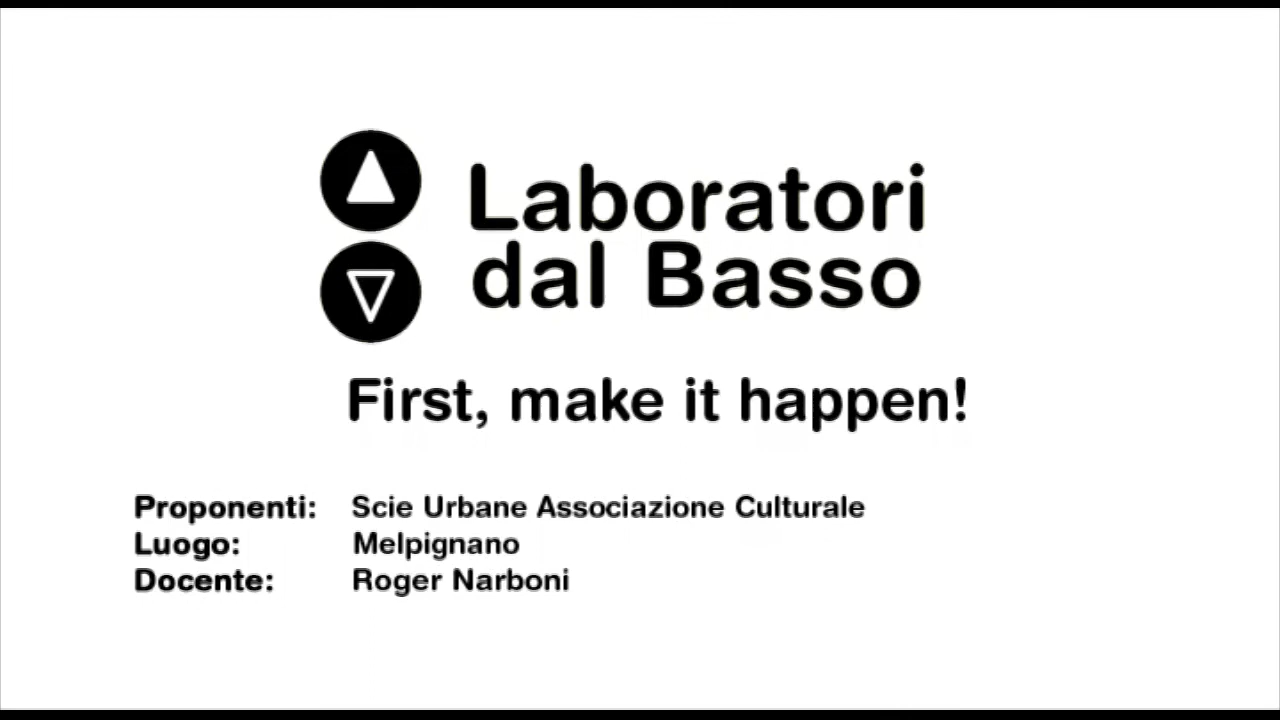 Laboratori
dal Basso
First, make it happen!
Proponenti: Scie Urbane Associazione Culturale
Luogo: Melpignano
Docente: Roger Narboni